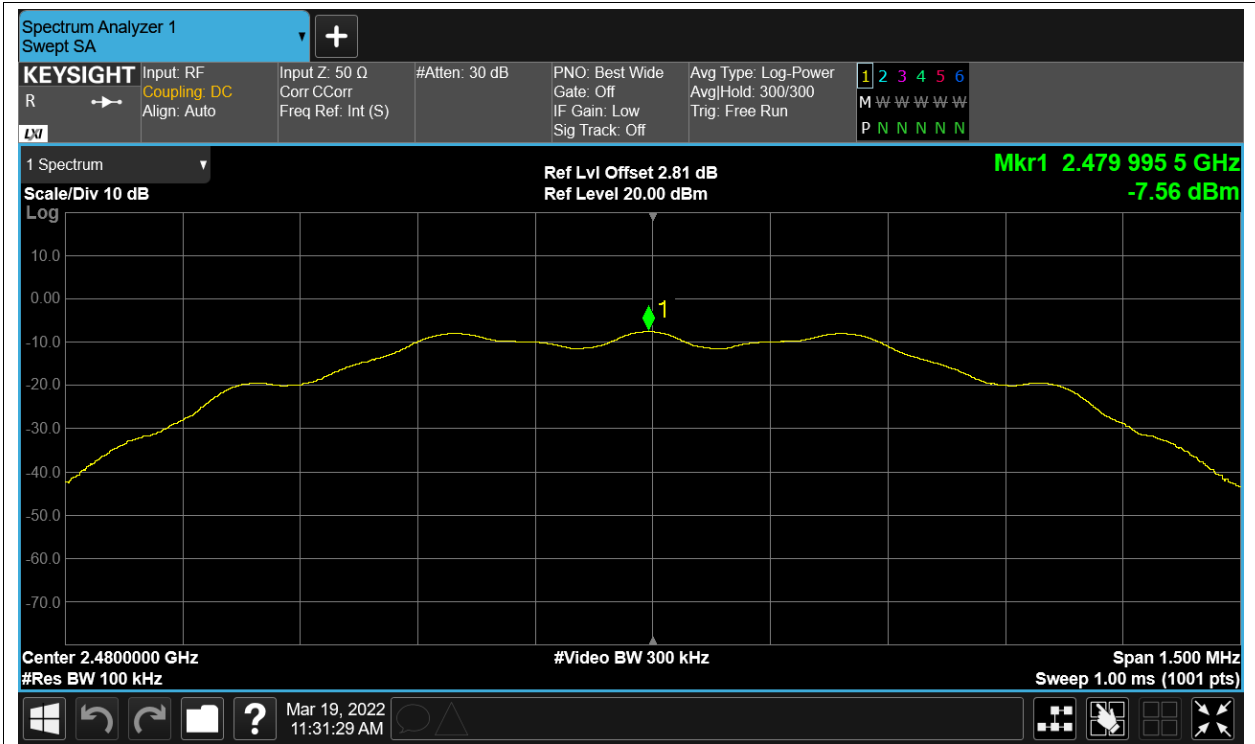 Spectrum Analyzer 1
Swept SA
+
KEYSIGHT
R
LXI
Input: RF
Coupling: DC
Align: Auto
Input Z: 50 Ω
Corr CCorr
Freq Ref: Int (S)
#Atten: 30 dB
PNO: Best Wide
Gate: Off
IF Gain: Low
Sig Track: Off
Avg Type: Log-Power
Avg|Hold: 300/300
Trig: Free Run
1 2 3 4 5 6
M W W W W W
P N N N N N
1 Spectrum
Scale/Div 10 dB
Log
Ref Lvl Offset 2.81 dB
Ref Level 20.00 dBm
Mkr1 2.479 995 5 GHz
-7.56 dBm
10.0
0.00
1
-10.0
-20.0
-30.0
-40.0
-50.0
-60.0
-70.0
Center 2.4800000 GHz
#Res BW 100 kHz
#Video BW 300 kHz
Span 1.500 MHz
Sweep 1.00 ms (1001 pts)
?
Mar 19, 2022
11:31:29 AM